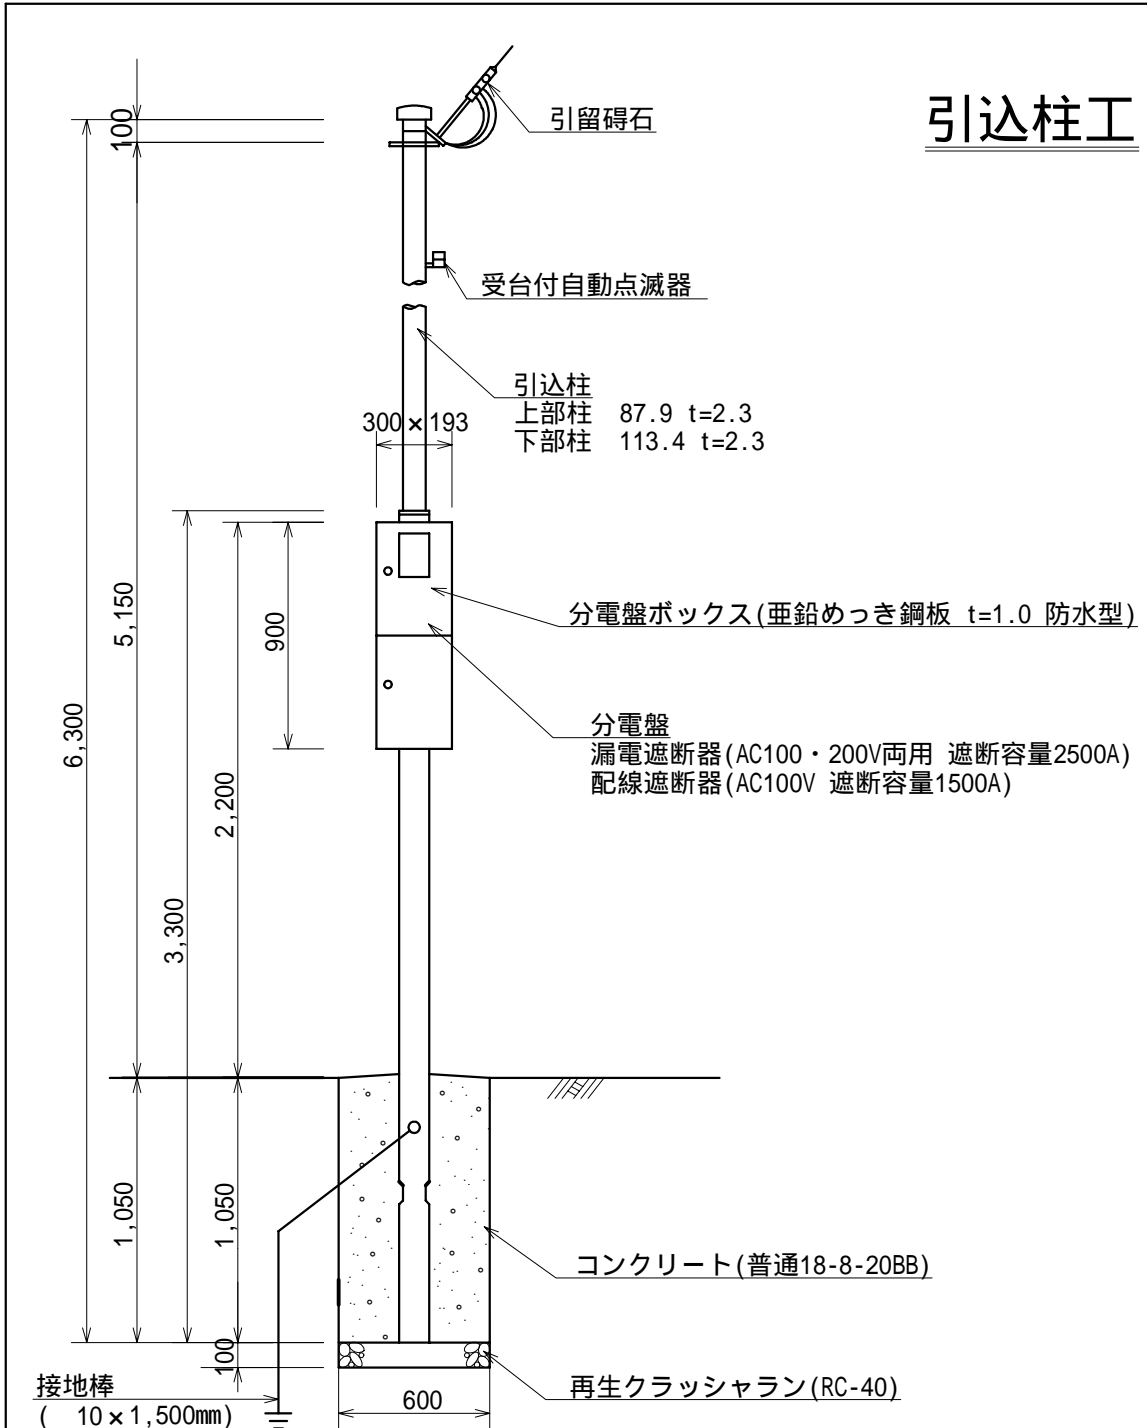 引込柱工
引留碍石
受台付自動点滅器
引込柱
上部柱 87.9 t=2.3
下部柱 113.4 t=2.3
300×193
分電盤ボックス(亜鉛めっき鋼板 t=1.0 防水型)
分電盤
漏電遮断器(AC100・200V両用 遮断容量2500A)
配線遮断器(AC100V 遮断容量1500A)
100
5,150
6,300
900
2,200
3,300
1,050
1,050
100
コンクリート(普通18-8-20BB)
再生クラッシャラン(RC-40)
600
接地棒
( 10×1,500mm)